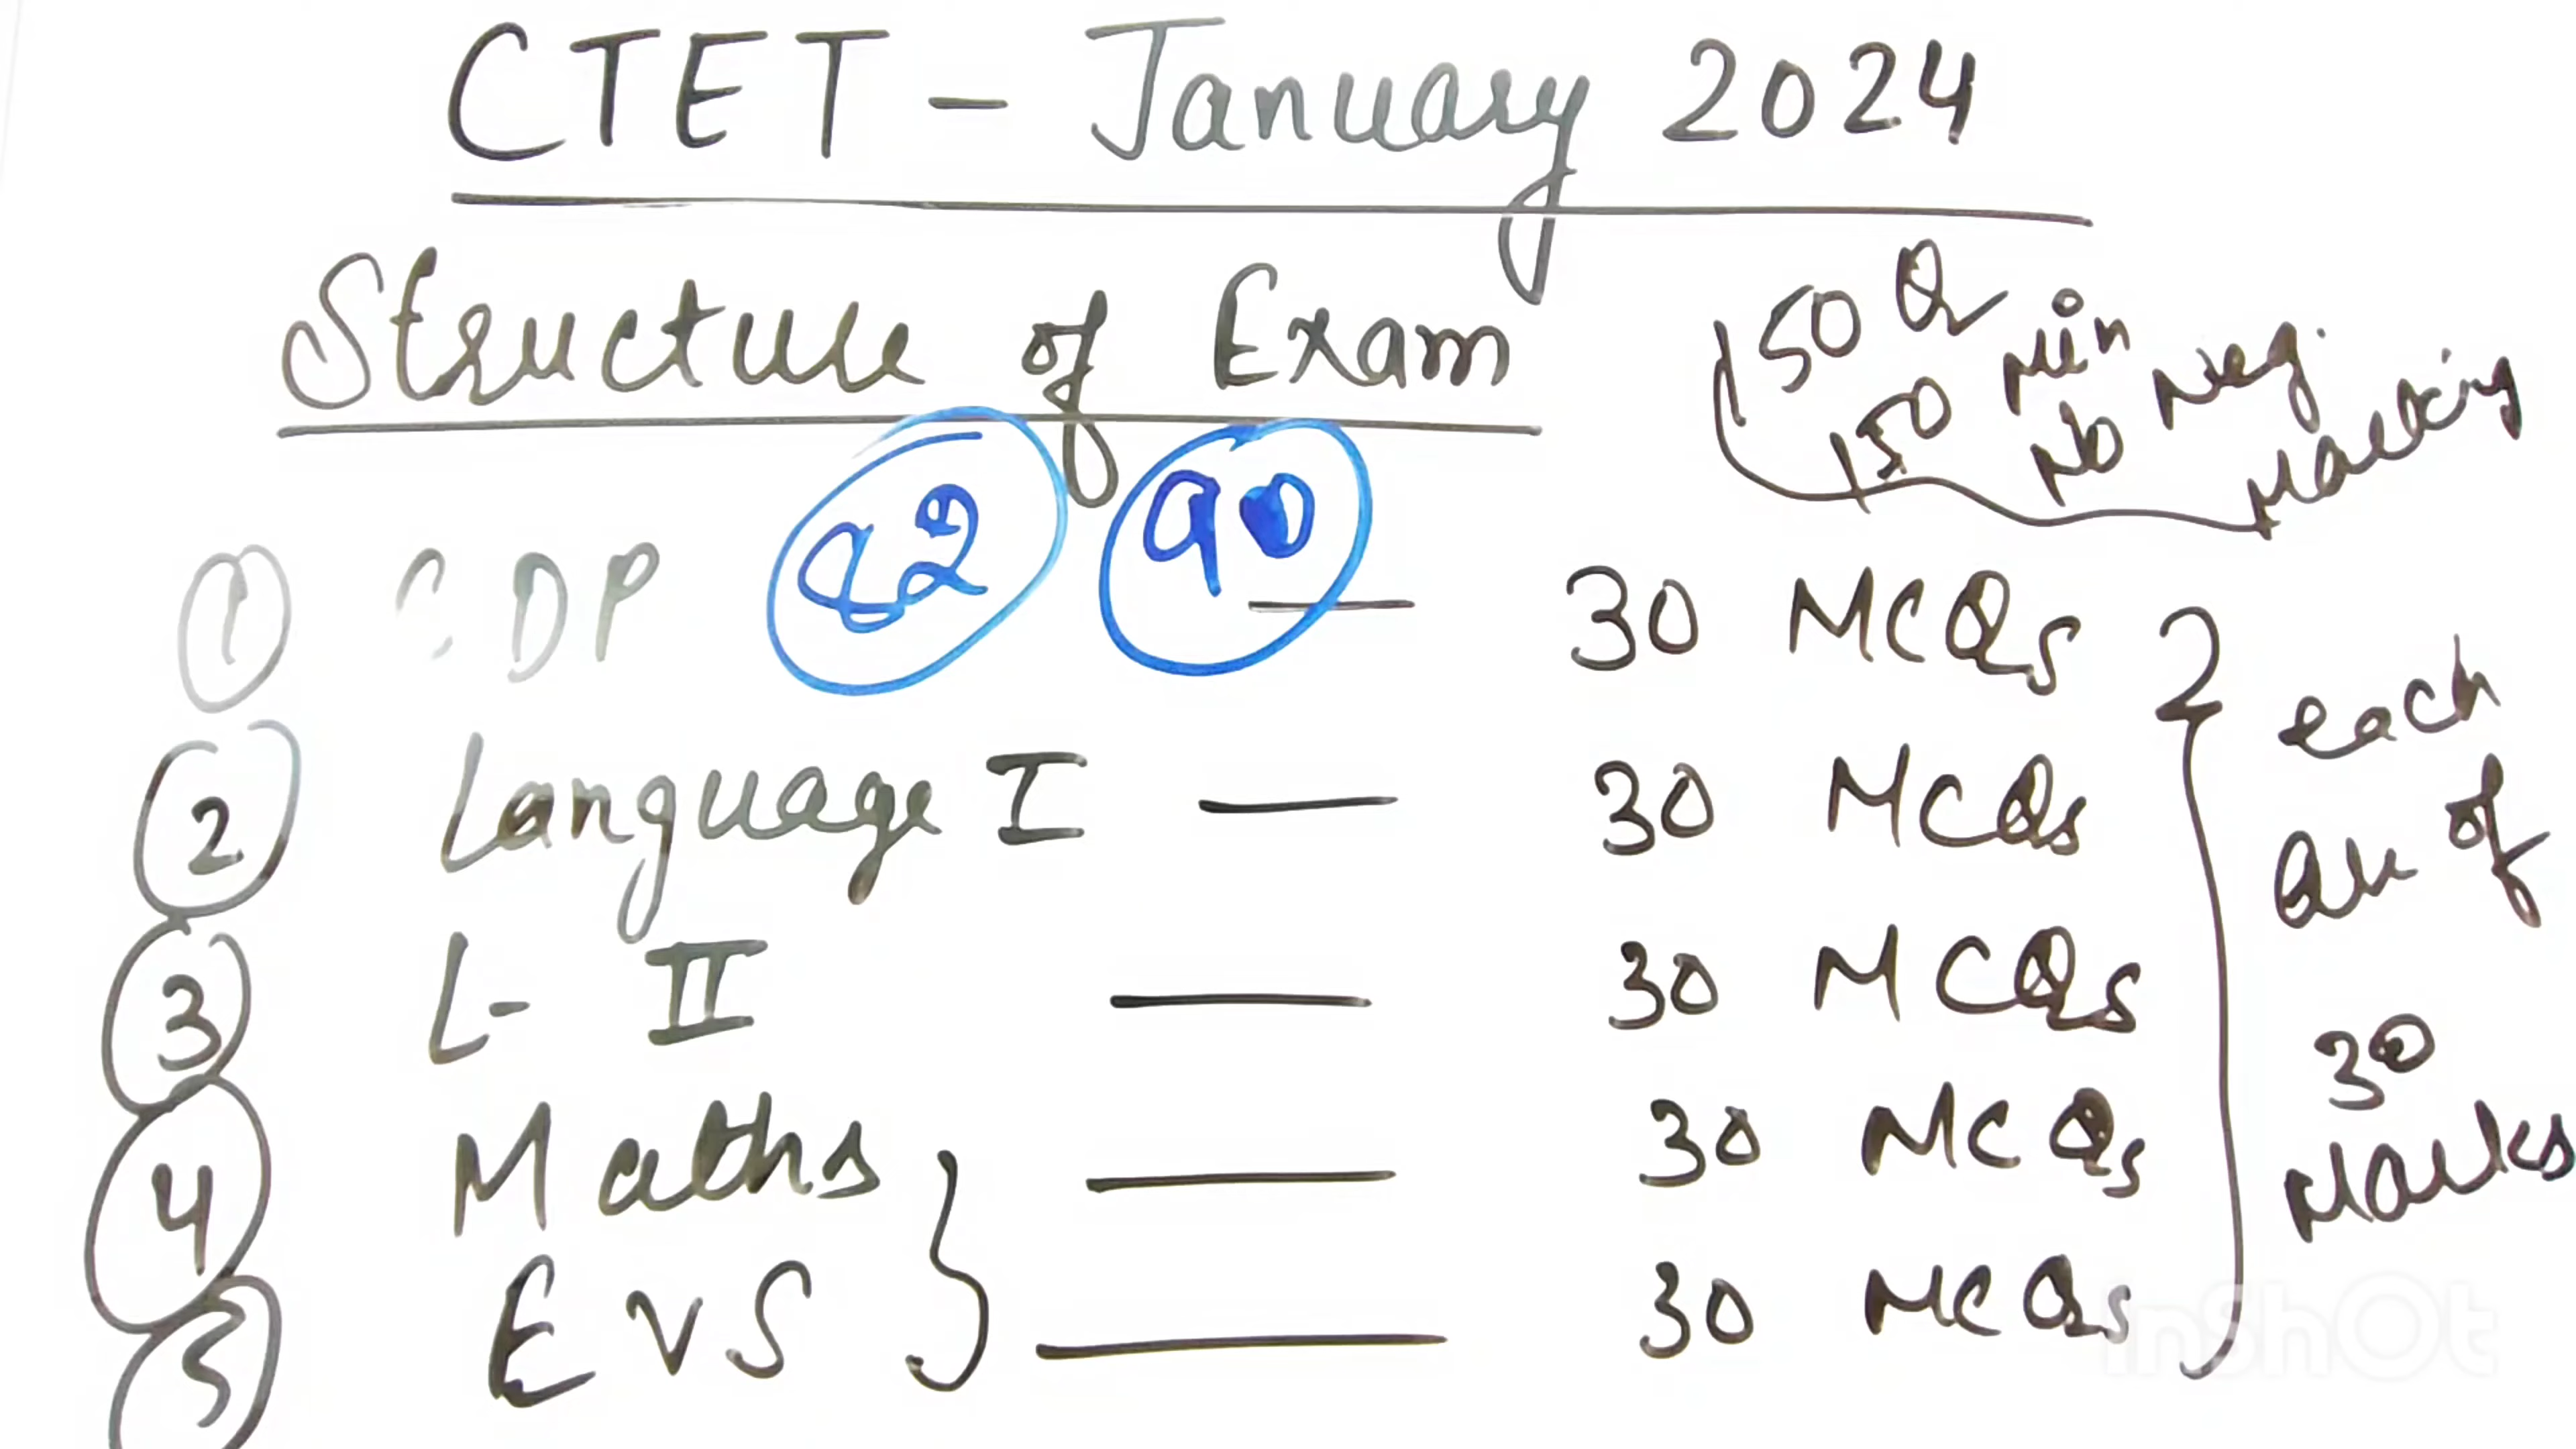 CTET - January 2024
Structure of Exam
150 Q
150 Min
No Neg. Marking
82 90
1 CDP — 30 MCQs
2 Language I — 30 MCQs
3 L- II — 30 MCQs
4 Maths — 30 MCQs
5 EVS — 30 MCQs
each
are of
30
Marks
InShOt